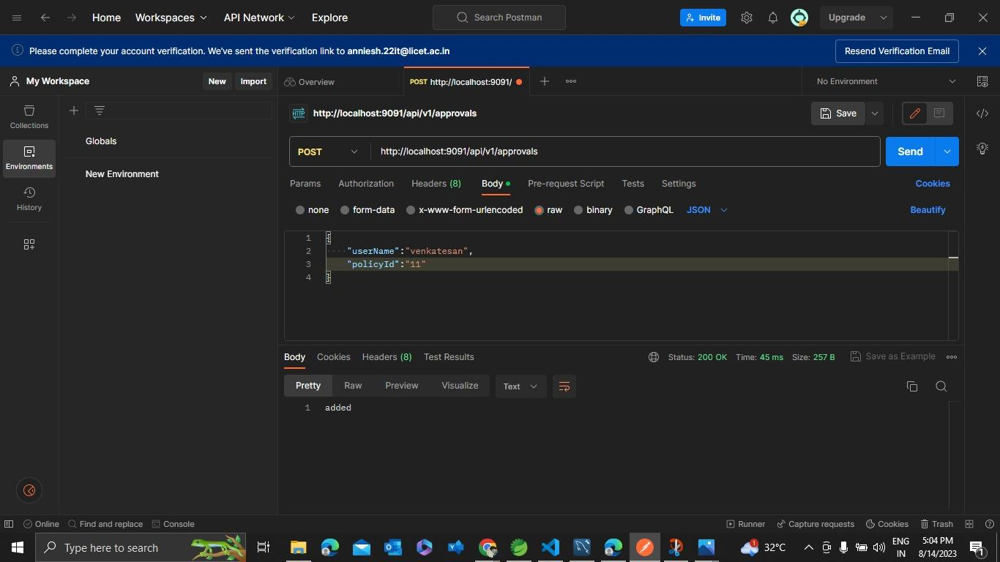 Home Workspaces API Network Explore Search Postman Invite Upgrade
Please complete your account verification. We've sent the verification link to anniesh.22it@licet.ac.in Resend Verification Email
My Workspace New Import Overview POST http://localhost:9091/ No Environment
Collections
Environments
History
Globals
New Environment
HTTP http://localhost:9091/api/v1/approvals Save
POST http://localhost:9091/api/v1/approvals Send
Params Authorization Headers (8) Body Pre-request Script Tests Settings Cookies
none form-data x-www-form-urlencoded raw binary GraphQL JSON Beautify
1 {
2 "userName":"venkatesan",
3 "policyId":"11"
4 }
Body Cookies Headers (8) Test Results Status: 200 OK Time: 45 ms Size: 257 B Save as Example
Pretty Raw Preview Visualize Text
1 added
Online Find and replace Console Runner Capture requests Cookies Trash
Type here to search 1 32°C ENG IN 5:04 PM 8/14/2023 1